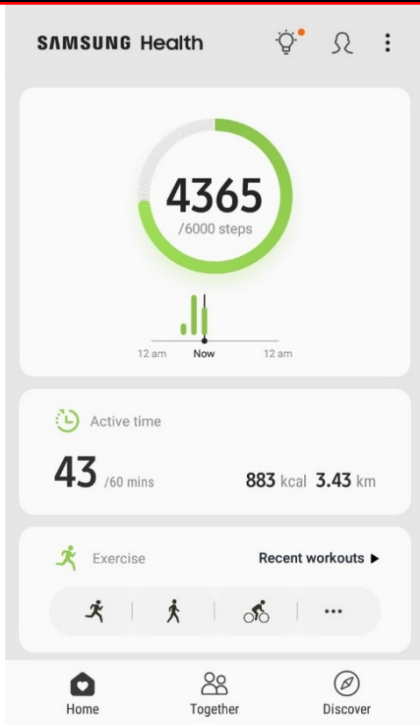 SAMSUNG Health
4365
/6000 steps
12 am Now 12 am
Active time
43 /60 mins 883 kcal 3.43 km
Exercise Recent workouts
Home Together Discover